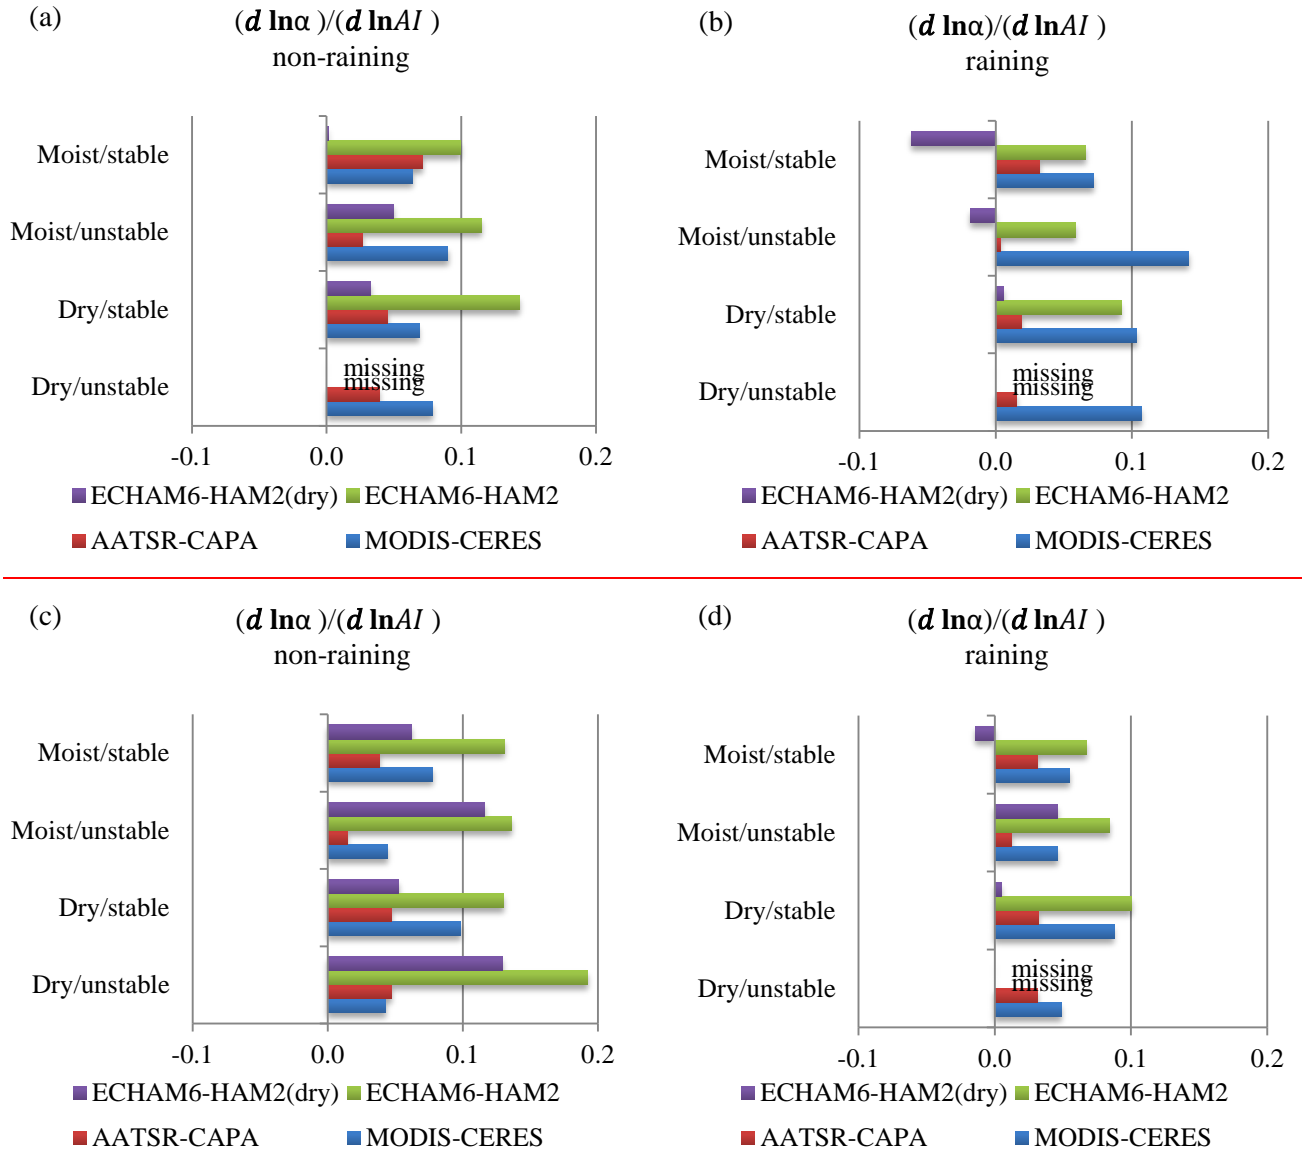 (a) (d lnα )/(d lnAI )
non-raining
Moist/stable
Moist/unstable
Dry/stable
Dry/unstable
missing
missing
-0.1 0.0 0.1 0.2
ECHAM6-HAM2(dry) ECHAM6-HAM2
AATSR-CAPA MODIS-CERES
(b) (d lnα)/(d lnAI )
raining
Moist/stable
Moist/unstable
Dry/stable
Dry/unstable
missing
missing
-0.1 0.0 0.1 0.2
ECHAM6-HAM2(dry) ECHAM6-HAM2
AATSR-CAPA MODIS-CERES
(c) (d lnα )/(d lnAI )
non-raining
Moist/stable
Moist/unstable
Dry/stable
Dry/unstable
-0.1 0.0 0.1 0.2
ECHAM6-HAM2(dry) ECHAM6-HAM2
AATSR-CAPA MODIS-CERES
(d) (d lnα)/(d lnAI )
raining
Moist/stable
Moist/unstable
Dry/stable
Dry/unstable
missing
missing
-0.1 0.0 0.1 0.2
ECHAM6-HAM2(dry) ECHAM6-HAM2
AATSR-CAPA MODIS-CERES